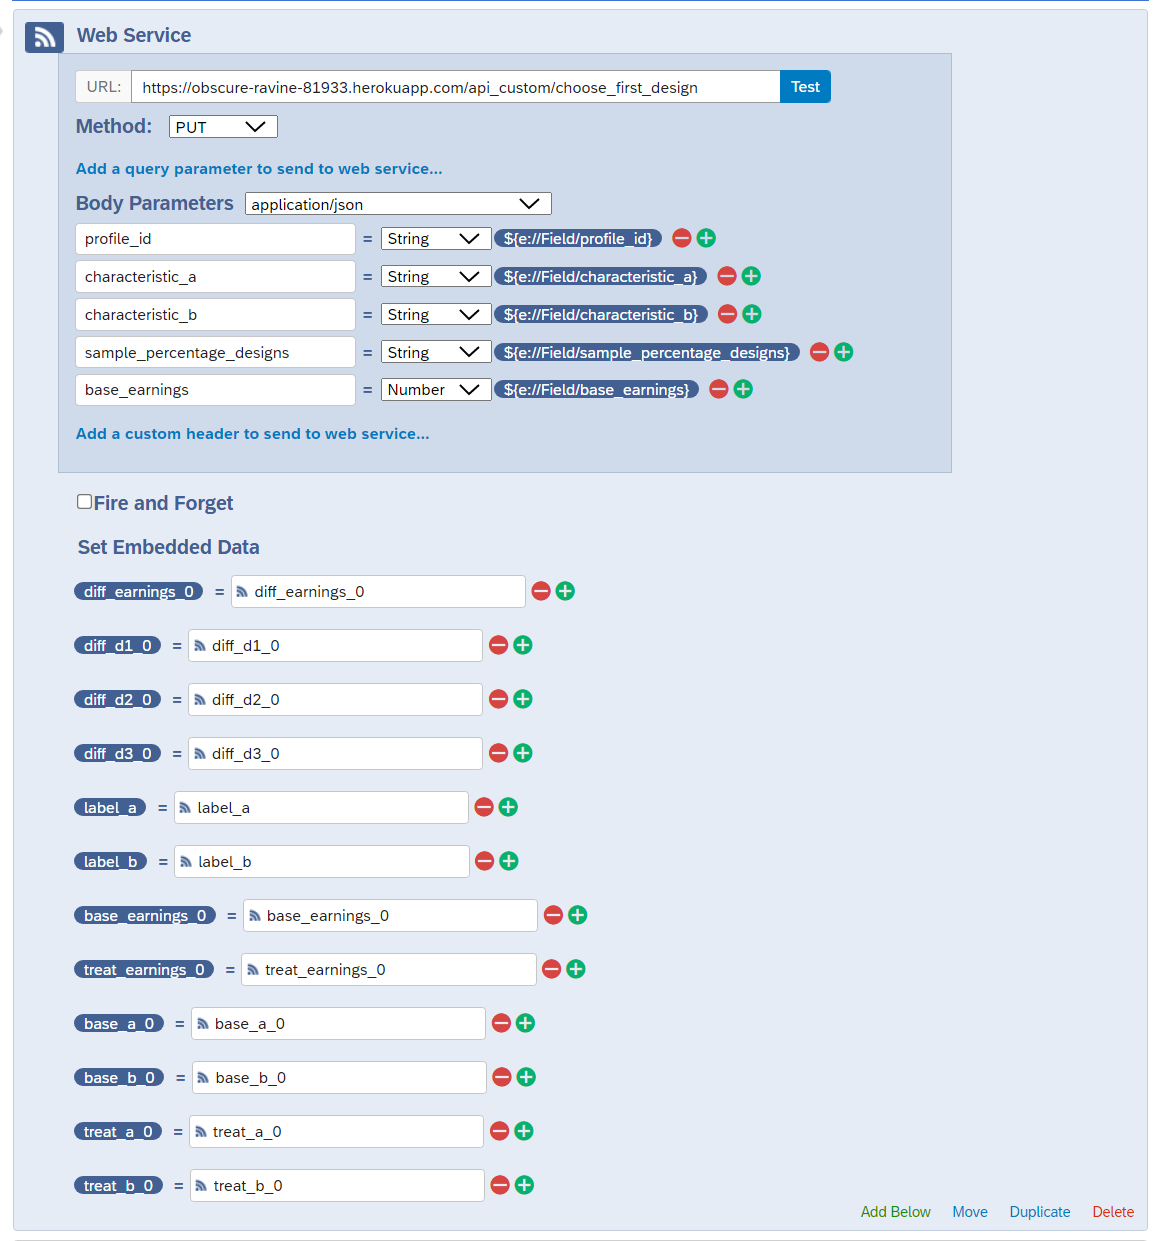 Web Service
URL: https://obscure-ravine-81933.herokuapp.com/api_custom/choose_first_design Test
Method: PUT
Add a query parameter to send to web service...
Body Parameters application/json
profile_id = String ${e://Field/profile_id}
characteristic_a = String ${e://Field/characteristic_a}
characteristic_b = String ${e://Field/characteristic_b}
sample_percentage_designs = String ${e://Field/sample_percentage_designs}
base_earnings = Number ${e://Field/base_earnings}
Add a custom header to send to web service...
Fire and Forget
Set Embedded Data
diff_earnings_0 = diff_earnings_0
diff_d1_0 = diff_d1_0
diff_d2_0 = diff_d2_0
diff_d3_0 = diff_d3_0
label_a = label_a
label_b = label_b
base_earnings_0 = base_earnings_0
treat_earnings_0 = treat_earnings_0
base_a_0 = base_a_0
base_b_0 = base_b_0
treat_a_0 = treat_a_0
treat_b_0 = treat_b_0
Add Below Move Duplicate Delete